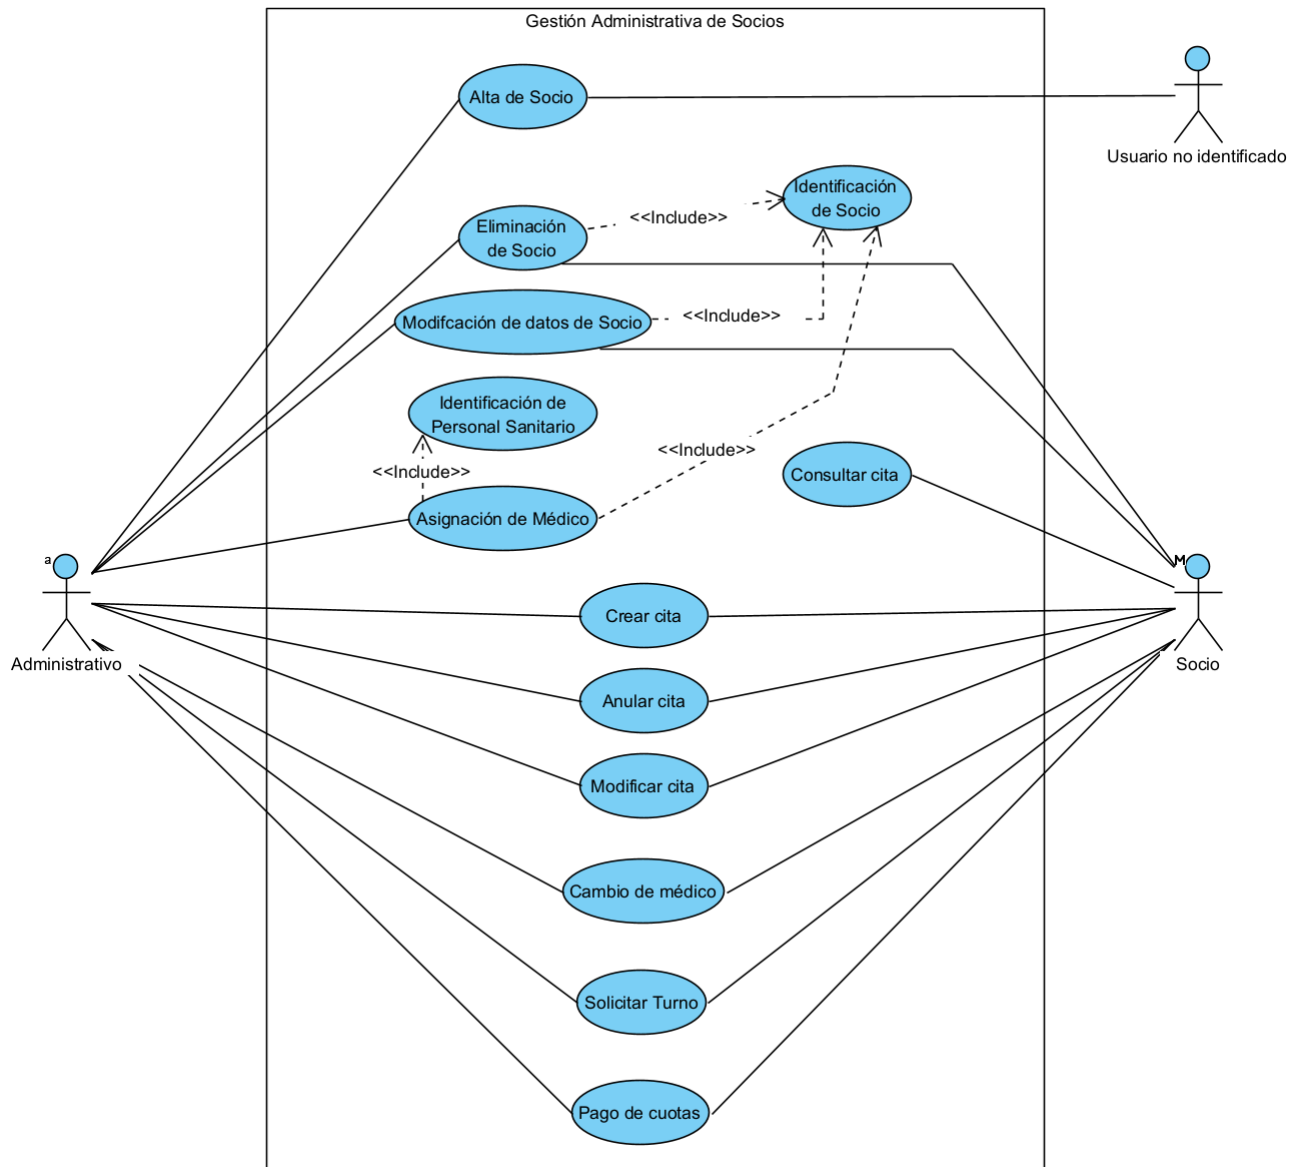 Gestión Administrativa de Socios
Alta de Socio
Usuario no identificado
Identificación
de Socio
<<Include>>
Eliminación
de Socio
Modifcación de datos de Socio
<<Include>>
Identificación de
Personal Sanitario
<<Include>>
<<Include>>
Consultar cita
Asignación de Médico
a
M
Administrativo
Socio
Crear cita
Anular cita
Modificar cita
Cambio de médico
Solicitar Turno
Pago de cuotas